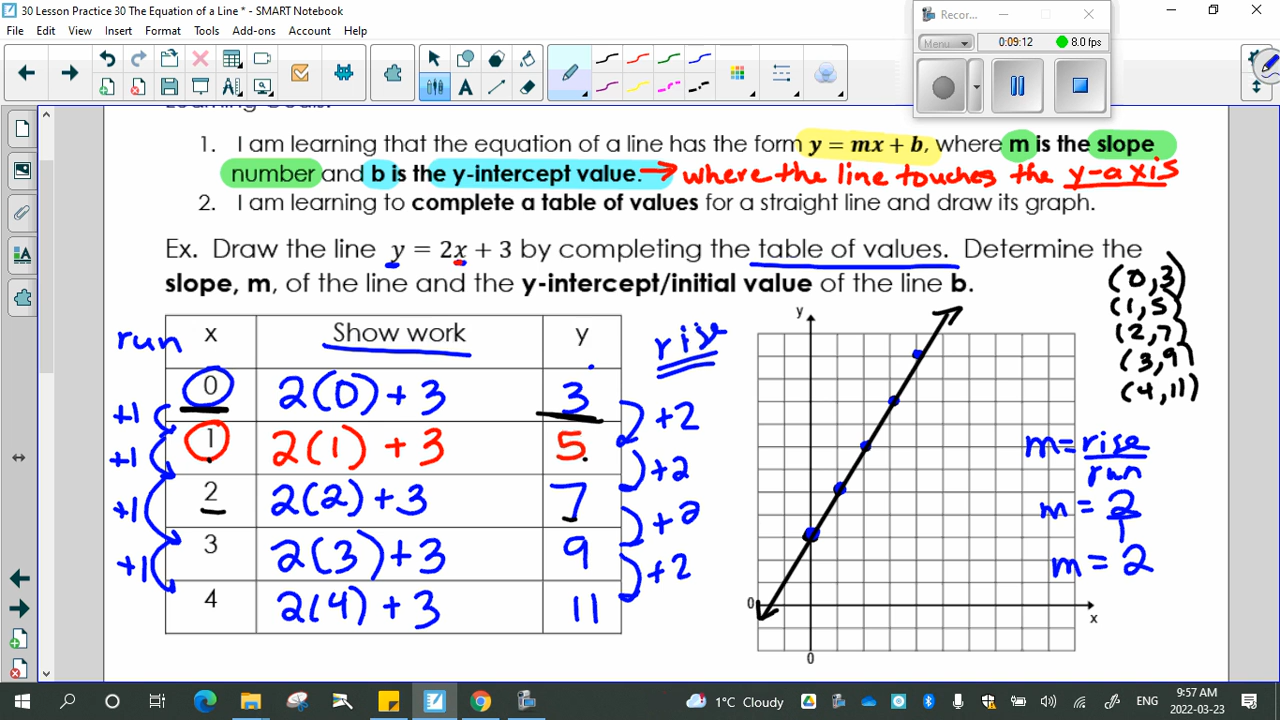 30 Lesson Practice 30 The Equation of a Line * - SMART Notebook
Recor...
File Edit View Insert Format Tools Add-ons Account Help
Menu 0:09:12 8.0 fps
Learning Goals:
1. I am learning that the equation of a line has the form y = mx + b, where m is the slope
number and b is the y-intercept value. → where the line touches the y-axis
2. I am learning to complete a table of values for a straight line and draw its graph.
Ex. Draw the line y = 2x + 3 by completing the table of values. Determine the
slope, m, of the line and the y-intercept/initial value of the line b.
(0,3)
(1,5)
(2,7)
(3,9)
(4,11)
run x Show work y rise
0 2(0) + 3 3
+1 +2
1 2(1) + 3 5
+1 +2
2 2(2) + 3 7
+1 +2
3 2(3) + 3 9
+1 +2
4 2(4) + 3 11
y
0
x
0
m = rise
run
m = 2
1
m = 2
1°C Cloudy
ENG
9:57 AM
2022-03-23